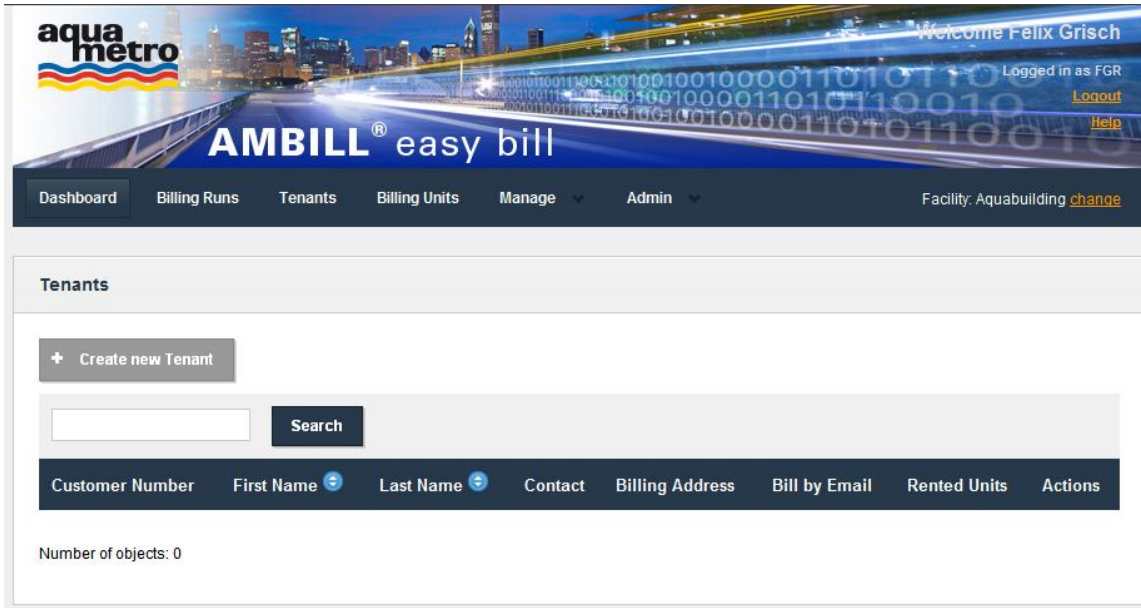 aqua
metro
Welcome Felix Grisch
Logged in as FGR
Logout
Help
AMBILL® easy bill
Dashboard Billing Runs Tenants Billing Units Manage Admin Facility: Aquabuilding change
Tenants
+ Create new Tenant
Search
Customer Number First Name Last Name Contact Billing Address Bill by Email Rented Units Actions
Number of objects: 0